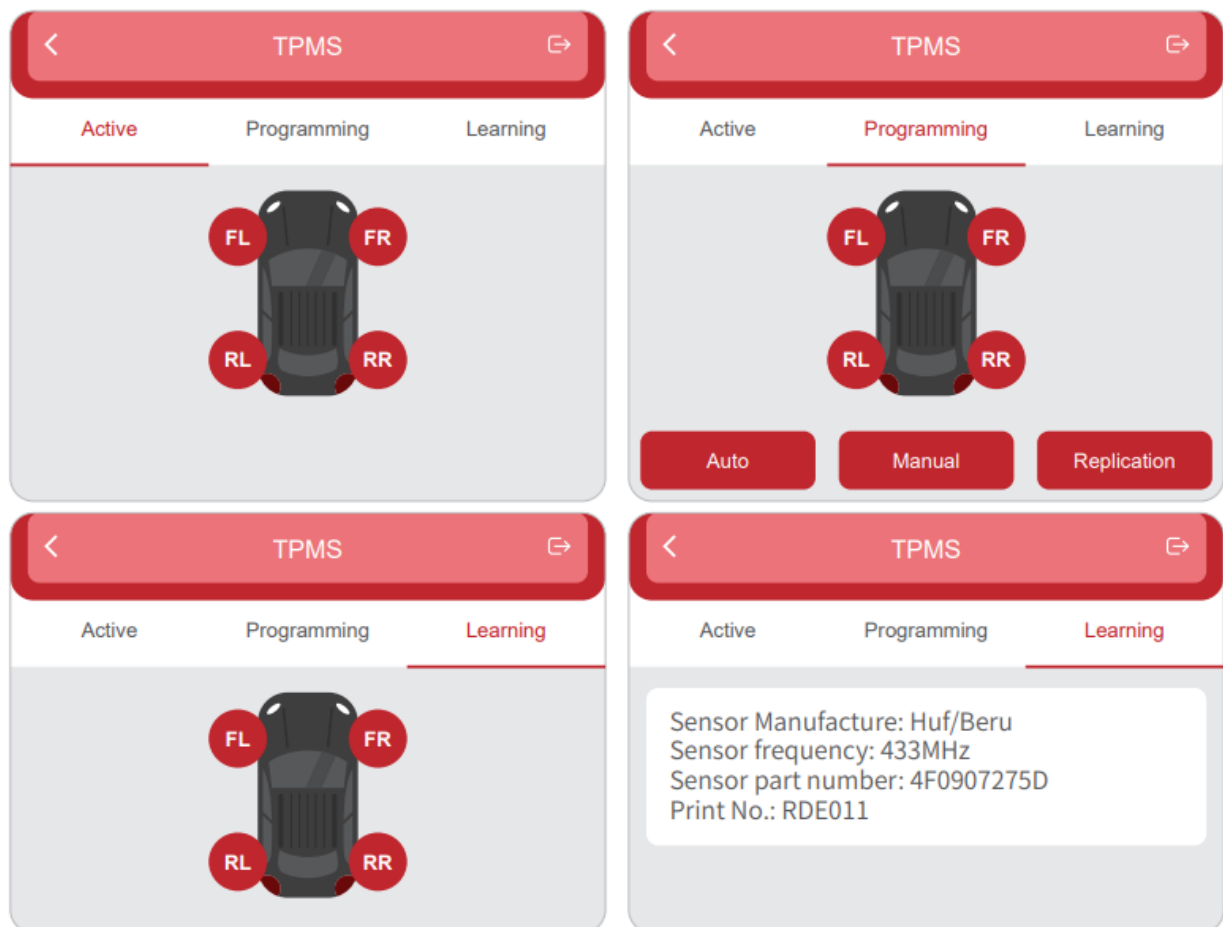 TPMS
Active Programming Learning
FL FR
RL RR
TPMS
Active Programming Learning
FL FR
RL RR
Auto Manual Replication
TPMS
Active Programming Learning
FL FR
RL RR
TPMS
Active Programming Learning
Sensor Manufacture: Huf/Beru
Sensor frequency: 433MHz
Sensor part number: 4F0907275D
Print No.: RDE011